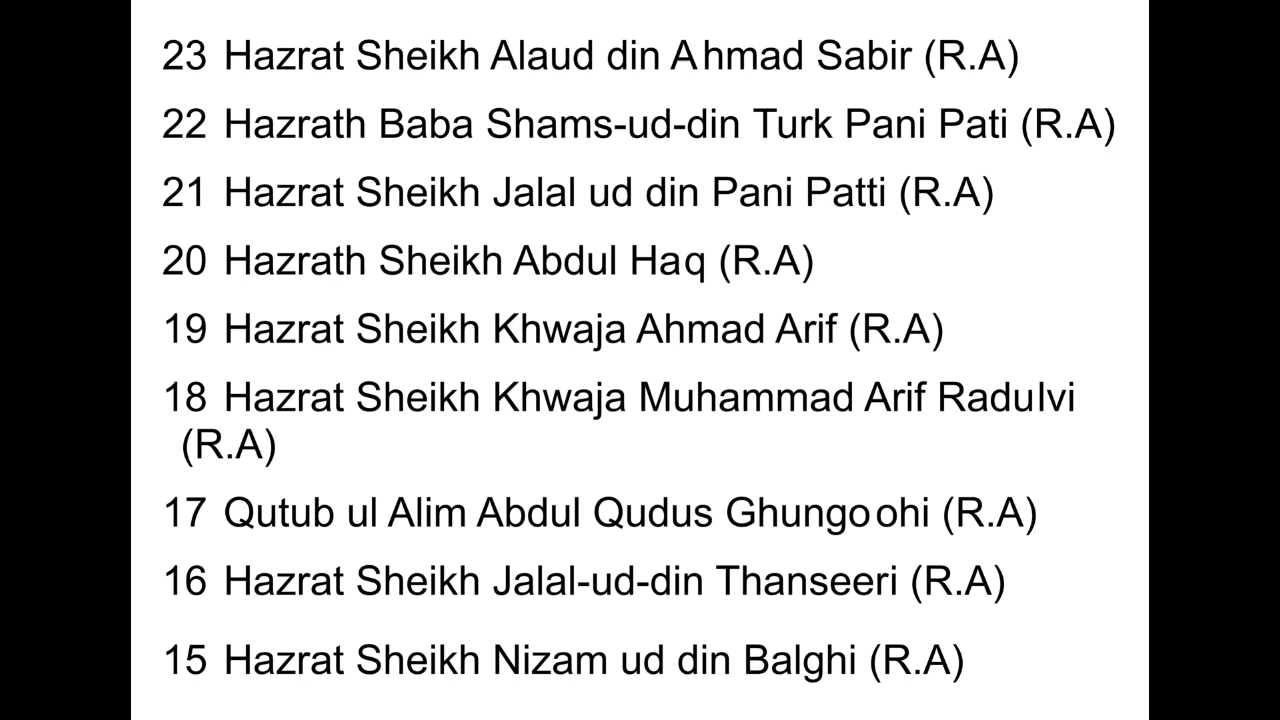 23 Hazrat Sheikh Alaud din Ahmad Sabir (R.A)
22 Hazrath Baba Shams-ud-din Turk Pani Pati (R.A)
21 Hazrat Sheikh Jalal ud din Pani Patti (R.A)
20 Hazrath Sheikh Abdul Haq (R.A)
19 Hazrat Sheikh Khwaja Ahmad Arif (R.A)
18 Hazrat Sheikh Khwaja Muhammad Arif Radulvi
(R.A)
17 Qutub ul Alim Abdul Qudus Ghungoohi (R.A)
16 Hazrat Sheikh Jalal-ud-din Thanseeri (R.A)
15 Hazrat Sheikh Nizam ud din Balghi (R.A)